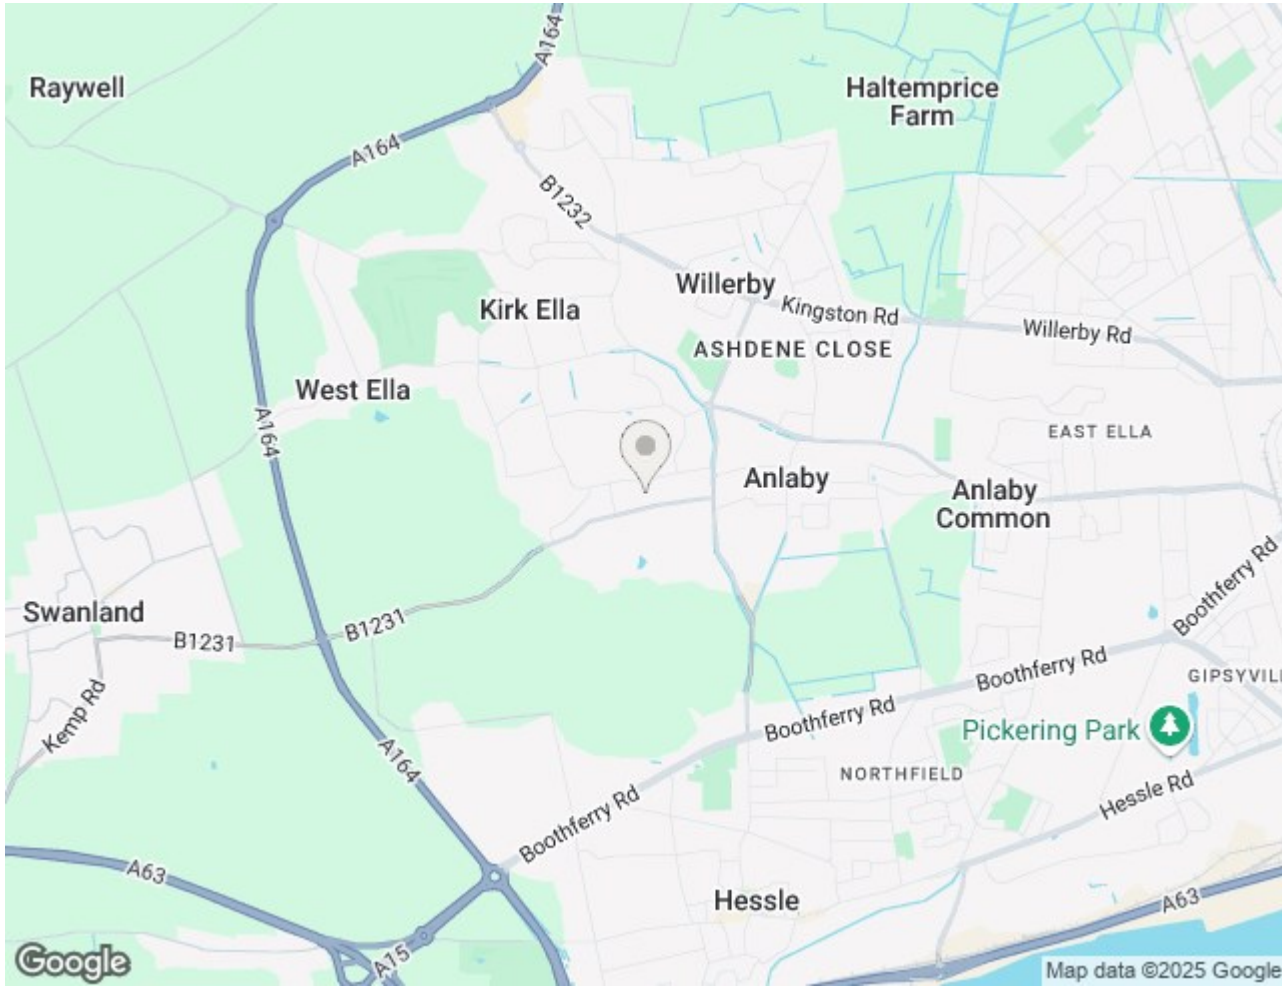 A164
Raywell
Haltemprice
Farm
A164
B1232
Willerby
Kirk Ella
Kingston Rd
Willerby Rd
ASHDENE CLOSE
West Ella
A164
EAST ELLA
Anlaby
Anlaby
Common
Boothferry Rd
Swanland
B1231
B1231
Boothferry Rd
GIPSYVILL
Kemp Rd
Boothferry Rd
Pickering Park
A164
NORTHFIELD
Hessle Rd
Boothferry Rd
A63
Hessle
A63
A15
Google
Map data ©2025 Google